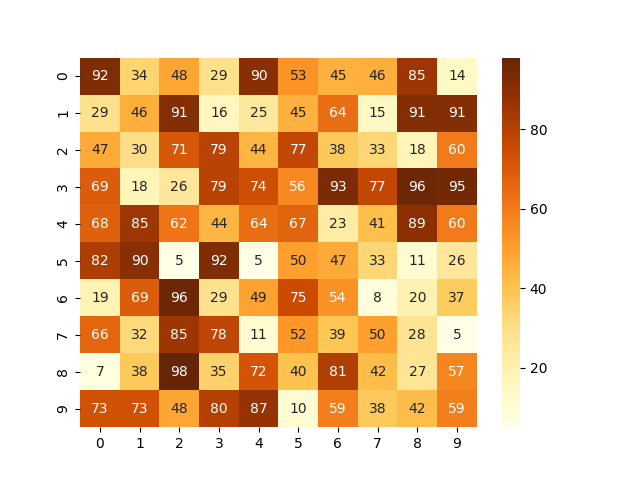 0 92 34 48 29 90 53 45 46 85 14
1 29 46 91 16 25 45 64 15 91 91
2 47 30 71 79 44 77 38 33 18 60
3 69 18 26 79 74 56 93 77 96 95
4 68 85 62 44 64 67 23 41 89 60
5 82 90 5 92 5 50 47 33 11 26
6 19 69 96 29 49 75 54 8 20 37
7 66 32 85 78 11 52 39 50 28 5
8 7 38 98 35 72 40 81 42 27 57
9 73 73 48 80 87 10 59 38 42 59
0 1 2 3 4 5 6 7 8 9
80
60
40
20